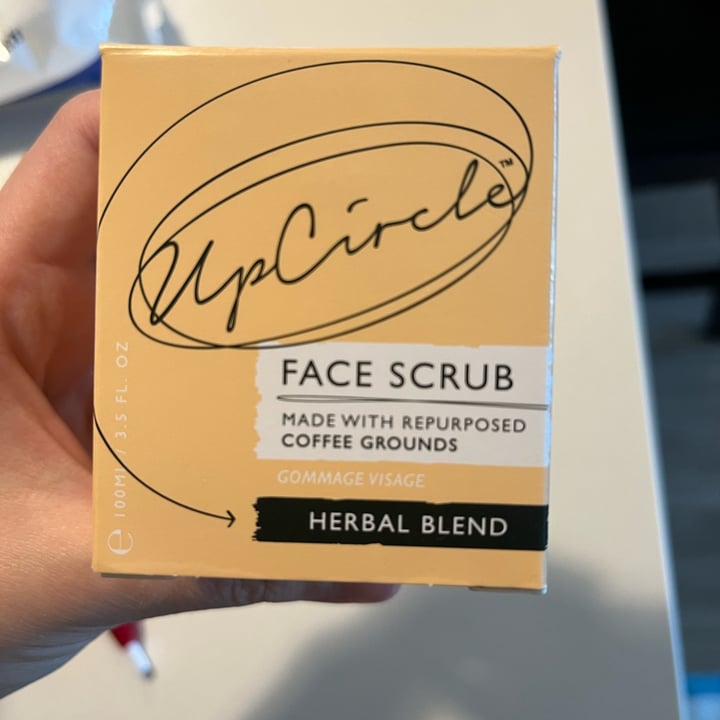 UpCircle™
FACE SCRUB
MADE WITH REPURPOSED
COFFEE GROUNDS
GOMMAGE VISAGE
HERBAL BLEND
℮ 100Ml / 3.5 FL. OZ